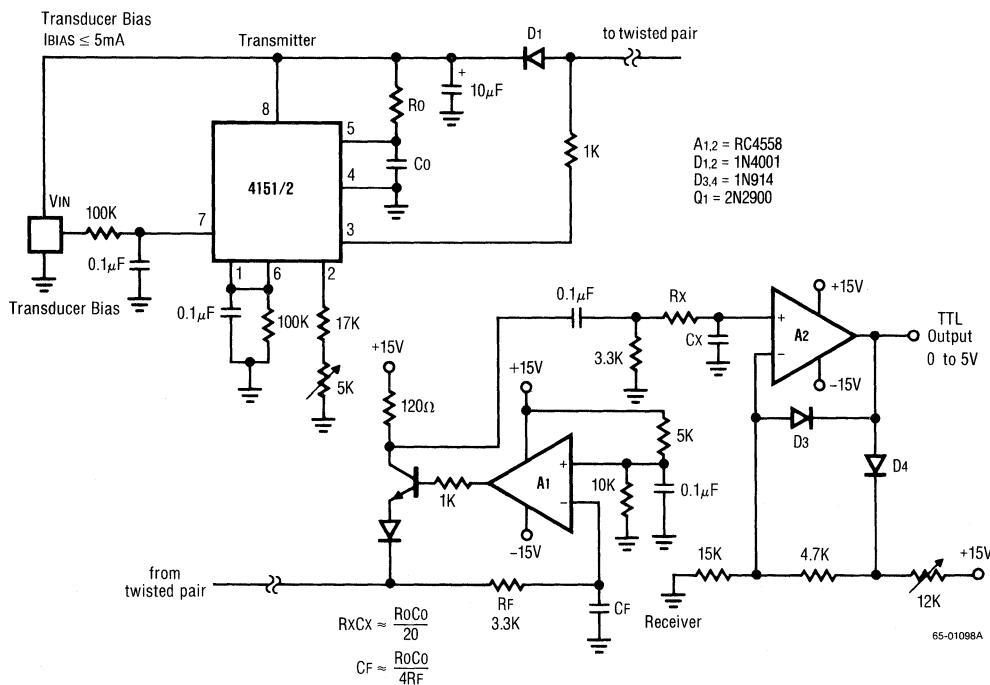 Transducer Bias
IBIAS ≤ 5mA
Transmitter
D1
to twisted pair
+
10μF
RO
8
5
CO
1K
4151/2
4
3
A1,2 = RC4558
D1,2 = 1N4001
D3,4 = 1N914
Q1 = 2N2900
VIN
100K
7
0.1μF
Transducer Bias
1
6
2
0.1μF
100K
17K
5K
+15V
120Ω
0.1μF
RX
3.3K
CX
+
A2
−
+15V
−15V
TTL
Output
0 to 5V
D3
D4
+15V
5K
+
A1
−
10K
0.1μF
1K
−15V
from
twisted pair
RF
3.3K
CF
15K
4.7K
+15V
12K
Receiver
RXCX ≈ ROCO
20
CF ≈ ROCO
4RF
65-01098A